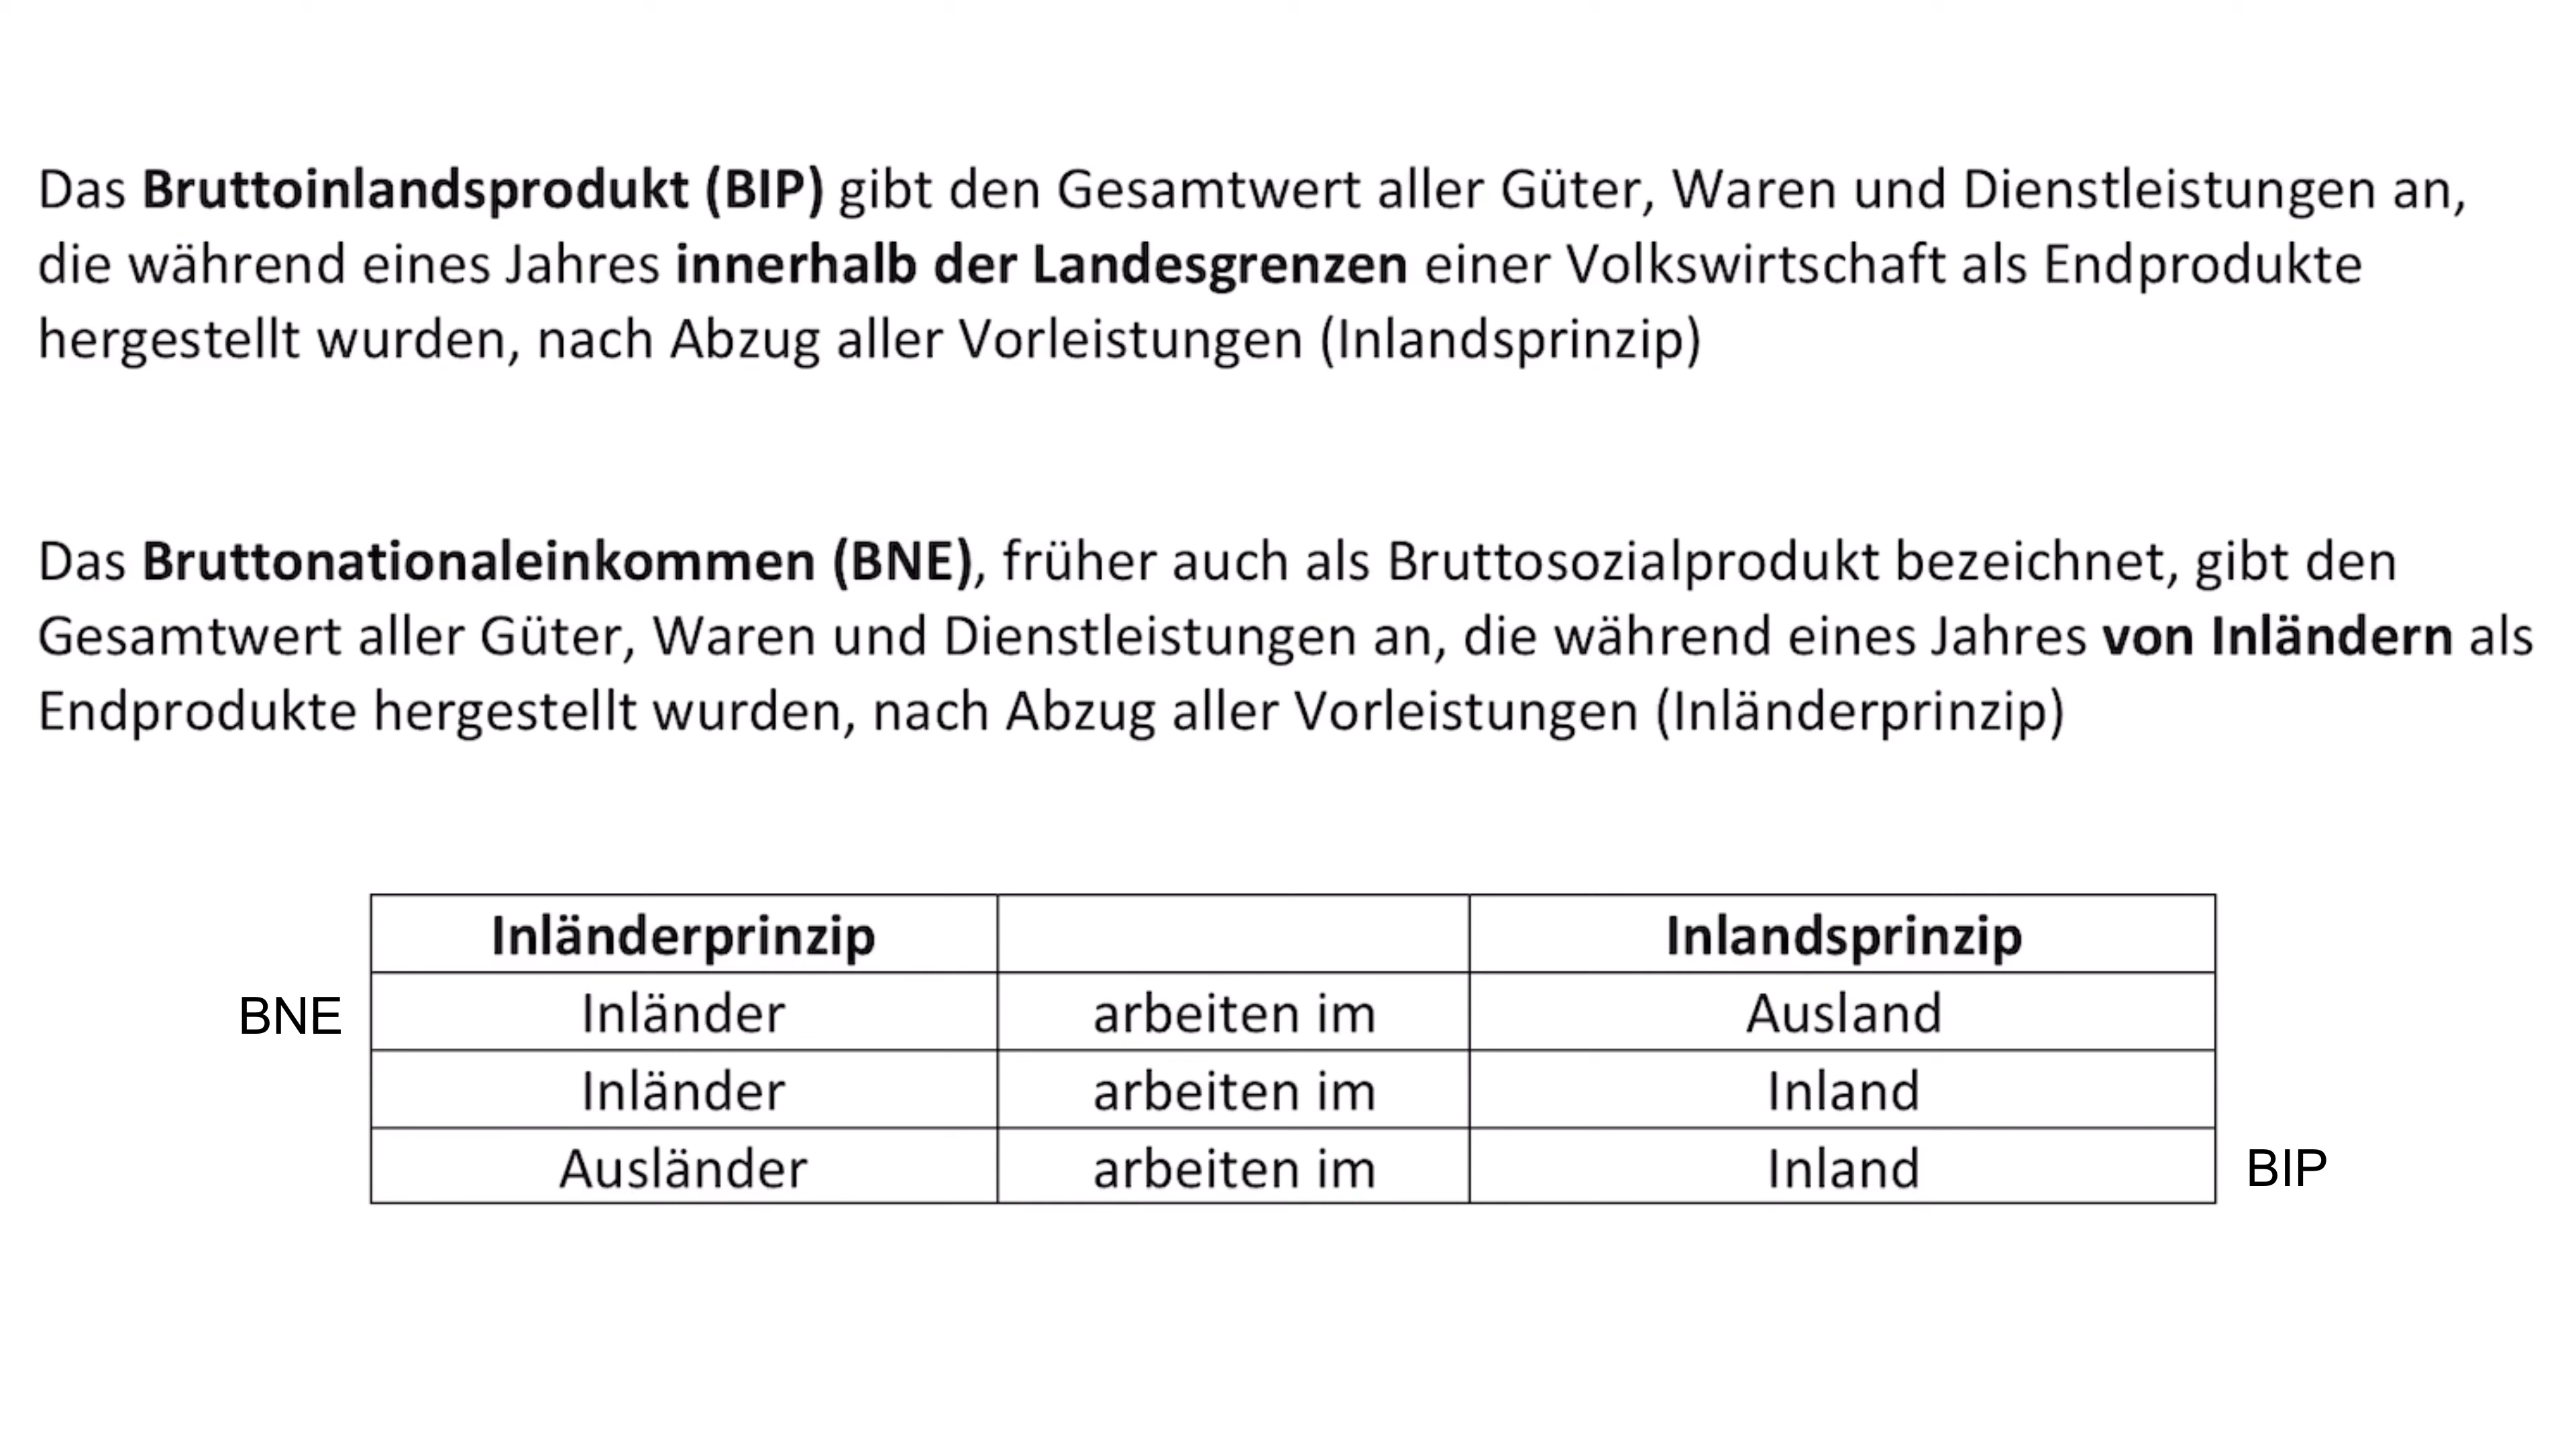 Das Bruttoinlandsprodukt (BIP) gibt den Gesamtwert aller Güter, Waren und Dienstleistungen an,
die während eines Jahres innerhalb der Landesgrenzen einer Volkswirtschaft als Endprodukte
hergestellt wurden, nach Abzug aller Vorleistungen (Inlandsprinzip)
Das Bruttonationaleinkommen (BNE), früher auch als Bruttosozialprodukt bezeichnet, gibt den
Gesamtwert aller Güter, Waren und Dienstleistungen an, die während eines Jahres von Inländern als
Endprodukte hergestellt wurden, nach Abzug aller Vorleistungen (Inländerprinzip)
Inländerprinzip Inlandsprinzip
BNE Inländer arbeiten im Ausland
Inländer arbeiten im Inland
Ausländer arbeiten im Inland BIP